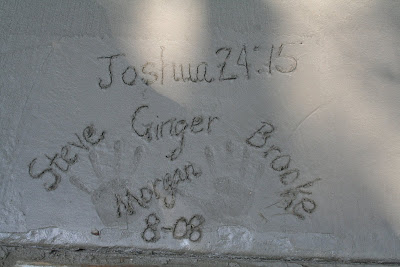 Joshua 24:15
Ginger
Steve
Brooke
Morgan
8-08